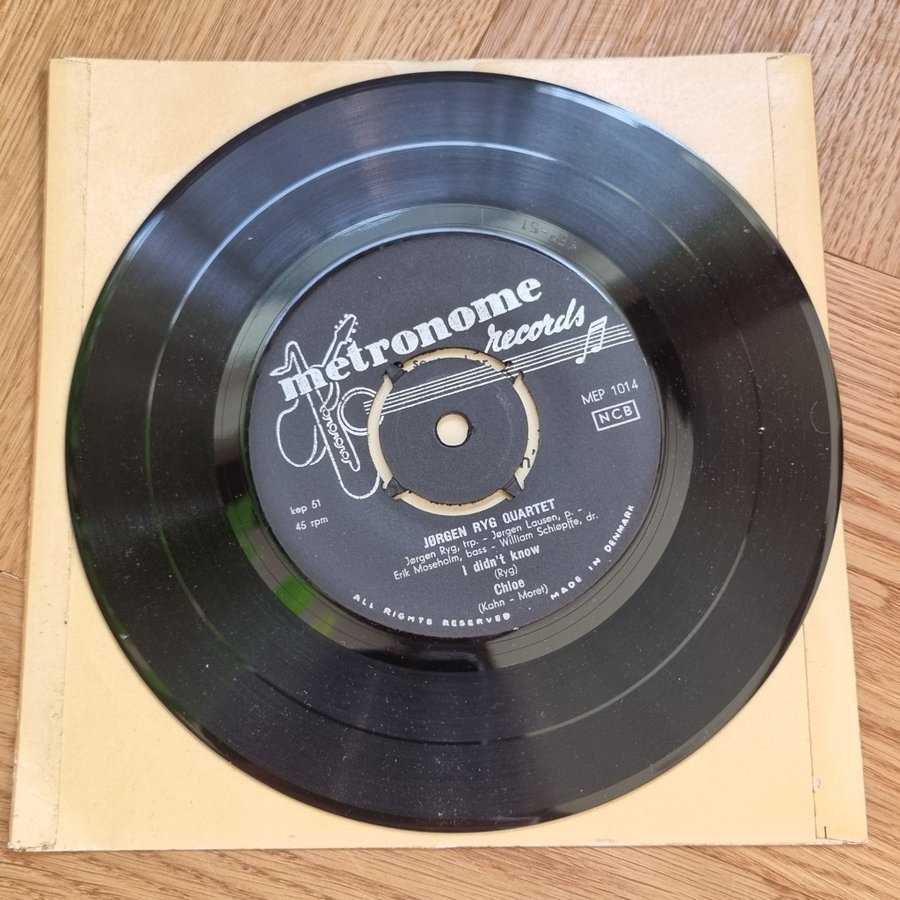 metronome
records
MEP 1014
NCB
kep 51
45 rpm
JØRGEN RYG QUARTET
Jørgen Ryg, trp. - Jørgen Lausen, p. -
Erik Moseholm, bass - William Schiøpffe, dr.
I didn't know
(Ryg)
Chloe
(Kahn - Moret)
ALL RIGHTS RESERVED
MADE IN DENMARK